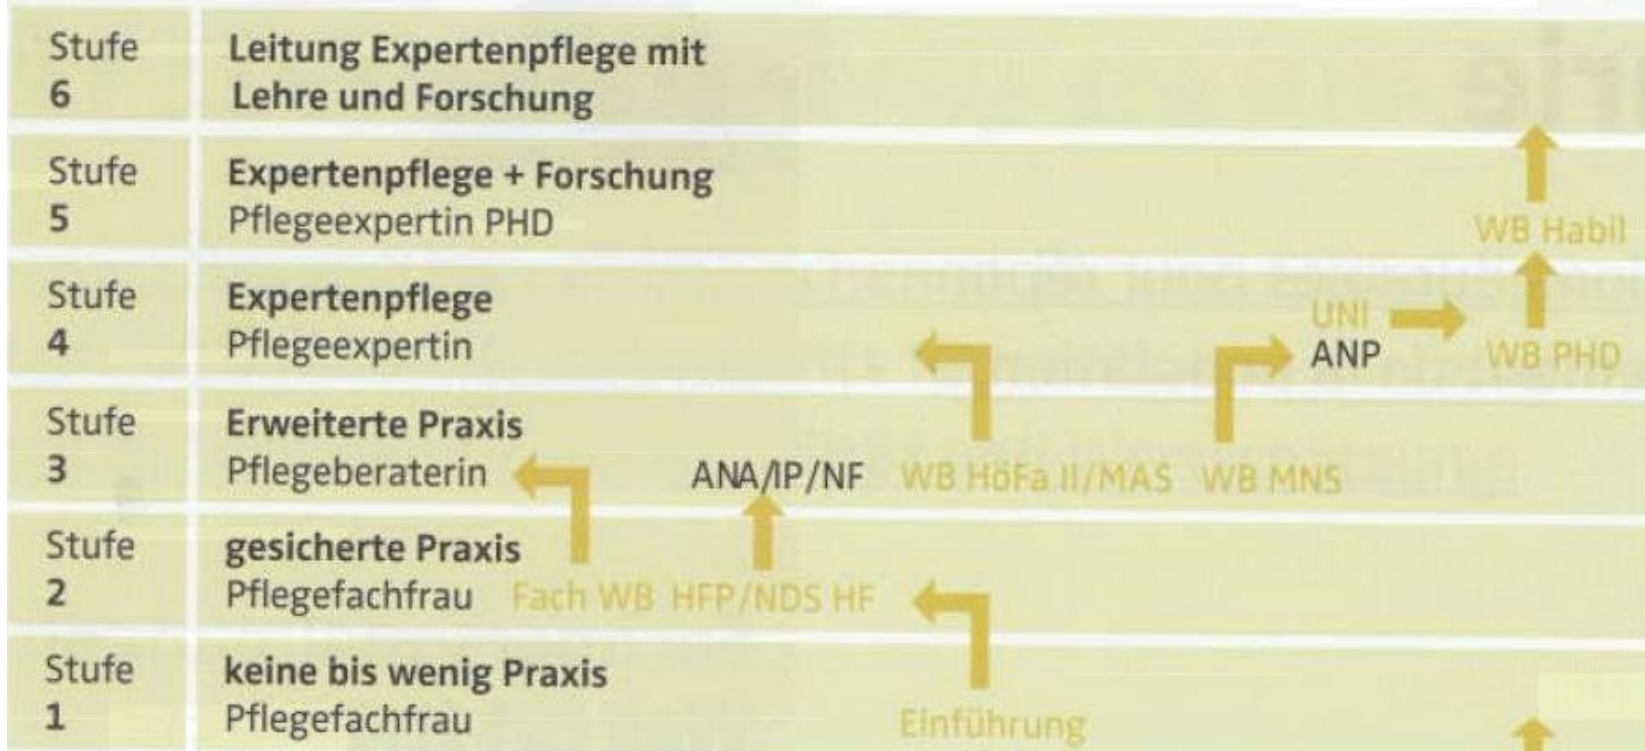 Stufe
6
Leitung Expertenpflege mit
Lehre und Forschung
Stufe
5
Expertenpflege + Forschung
Pflegeexpertin PHD
WB Habil
Stufe
4
Expertenpflege
Pflegeexpertin
UNI
ANP
WB PHD
Stufe
3
Erweiterte Praxis
Pflegeberaterin
ANA/IP/NF
WB HöFa II/MAS
WB MNS
Stufe
2
gesicherte Praxis
Pflegefachfrau
Fach WB
HFP/NDS HF
Stufe
1
keine bis wenig Praxis
Pflegefachfrau
Einführung